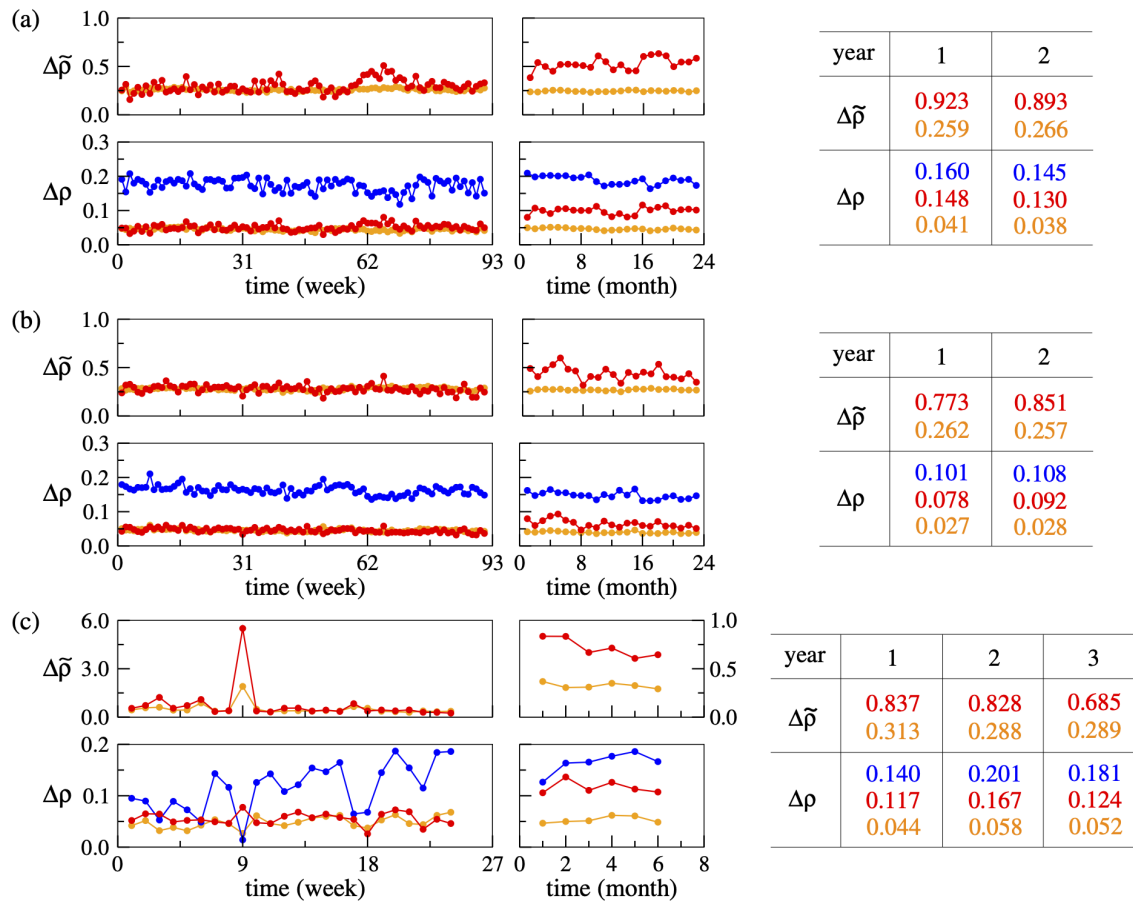 (a)
1.0
Δρ̃ 0.5
0.0
0.3
0.2
Δρ
0.1
0.0
0 31 62 93 0 8 16 24
time (week) time (month)
year 1 2
Δρ̃ 0.923 0.893
0.259 0.266
0.160 0.145
Δρ 0.148 0.130
0.041 0.038
(b)
1.0
Δρ̃ 0.5
0.0
0.3
0.2
Δρ
0.1
0.0
0 31 62 93 0 8 16 24
time (week) time (month)
year 1 2
Δρ̃ 0.773 0.851
0.262 0.257
0.101 0.108
Δρ 0.078 0.092
0.027 0.028
(c)
6.0 1.0
Δρ̃ 3.0 0.5
0.0 0.0
0.2
Δρ 0.1
0.0
0 9 18 27 0 2 4 6 8
time (week) time (month)
year 1 2 3
Δρ̃ 0.837 0.828 0.685
0.313 0.288 0.289
0.140 0.201 0.181
Δρ 0.117 0.167 0.124
0.044 0.058 0.052